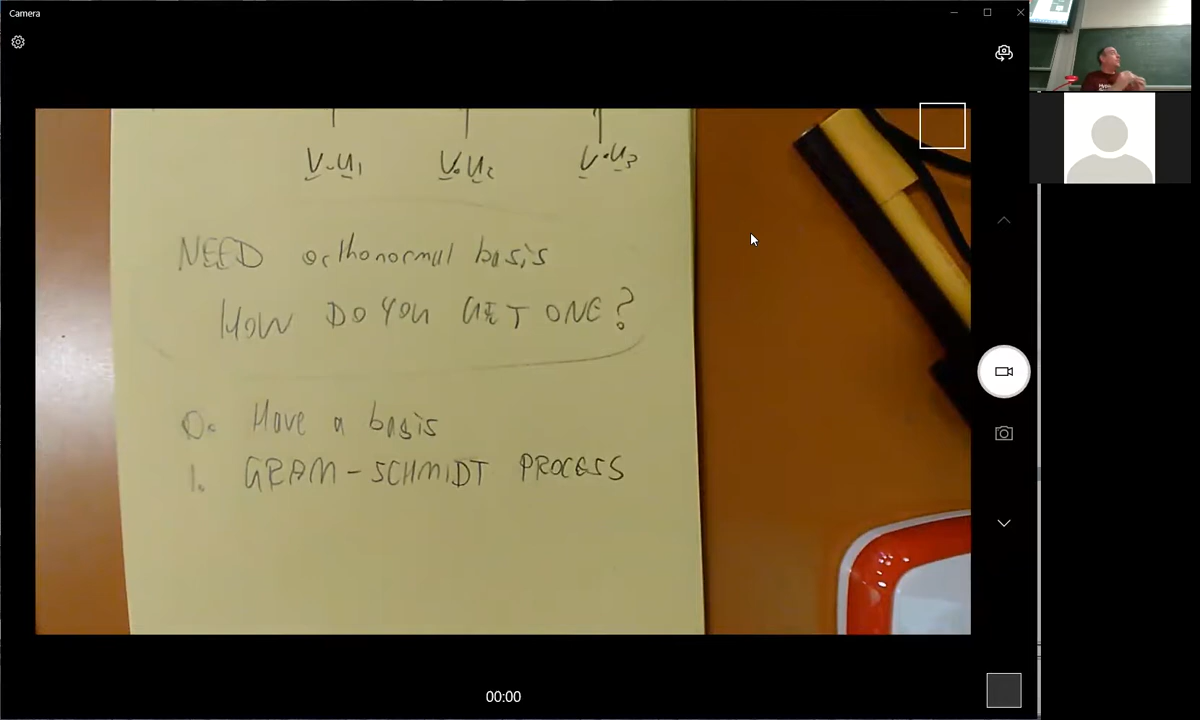 Camera
V·U1 V·U2 V·U3
NEED orthonormal basis
HOW DO YOU GET ONE?
0. Have a basis
1. GRAM-SCHMIDT PROCESS
00:00